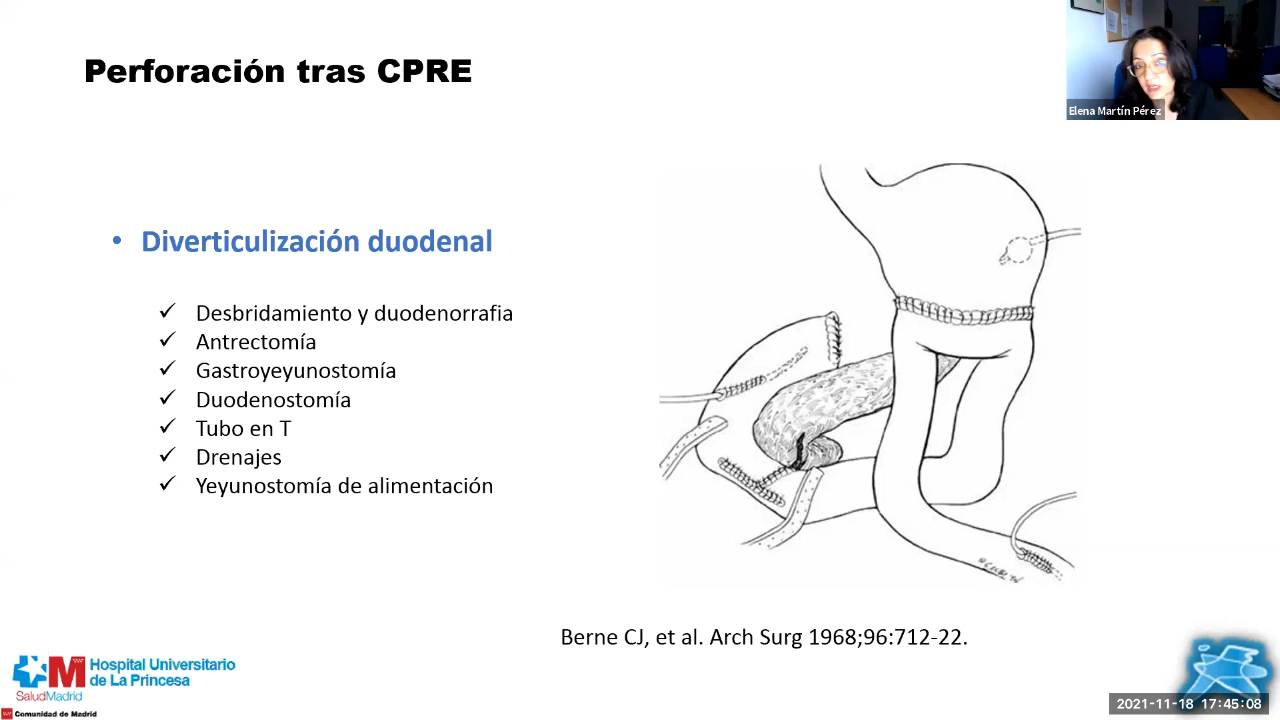 Perforación tras CPRE
Elena Martín Pérez
• Diverticulización duodenal
✓ Desbridamiento y duodenorrafia
✓ Antrectomía
✓ Gastroyeyunostomía
✓ Duodenostomía
✓ Tubo en T
✓ Drenajes
✓ Yeyunostomía de alimentación
Berne CJ, et al. Arch Surg 1968;96:712-22.
M
Hospital Universitario
de La Princesa
SaludMadrid
Comunidad de Madrid
2021-11-18 17:45:08